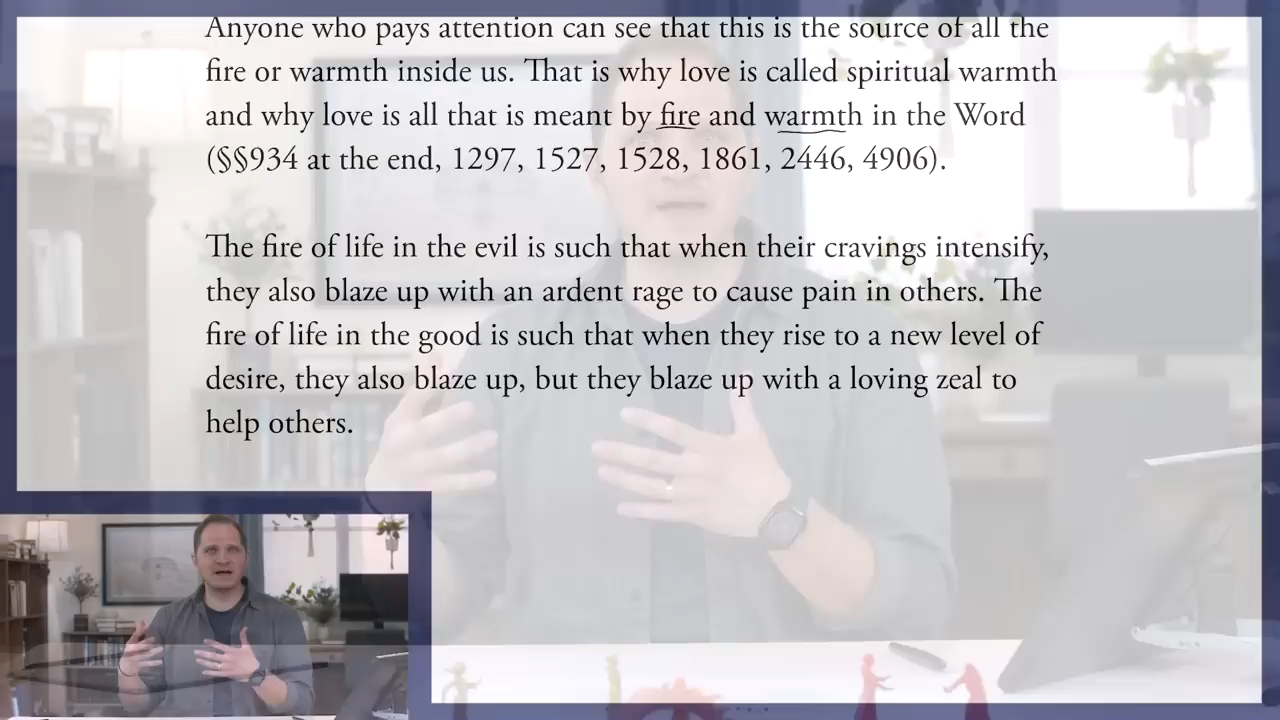 Anyone who pays attention can see that this is the source of all the
fire or warmth inside us. That is why love is called spiritual warmth
and why love is all that is meant by fire and warmth in the Word
(§§934 at the end, 1297, 1527, 1528, 1861, 2446, 4906).
The fire of life in the evil is such that when their cravings intensify,
they also blaze up with an ardent rage to cause pain in others. The
fire of life in the good is such that when they rise to a new level of
desire, they also blaze up, but they blaze up with a loving zeal to
help others.